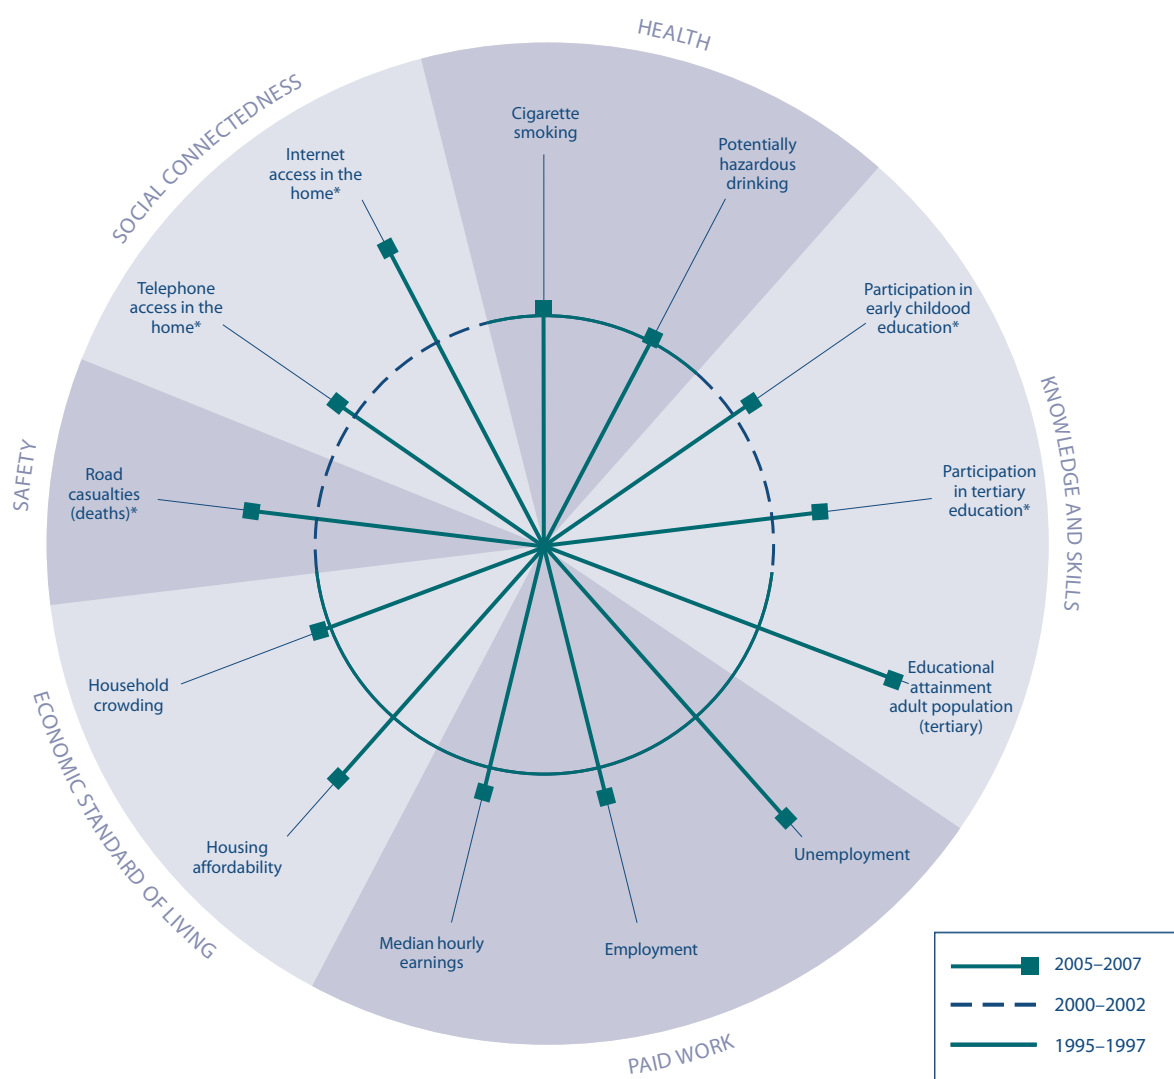 HEALTH
Cigarette
smoking
Potentially
hazardous
drinking
SOCIAL CONNECTEDNESS
Internet
access in the
home*
Telephone
access in the
home*
Participation in
early childood
education*
Participation
in tertiary
education*
KNOWLEDGE AND SKILLS
SAFETY
Road
casualties
(deaths)*
Educational
attainment
adult population
(tertiary)
Household
crowding
ECONOMIC STANDARD OF LIVING
Housing
affordability
Unemployment
Median hourly
earnings
Employment
PAID WORK
2005–2007
2000–2002
1995–1997